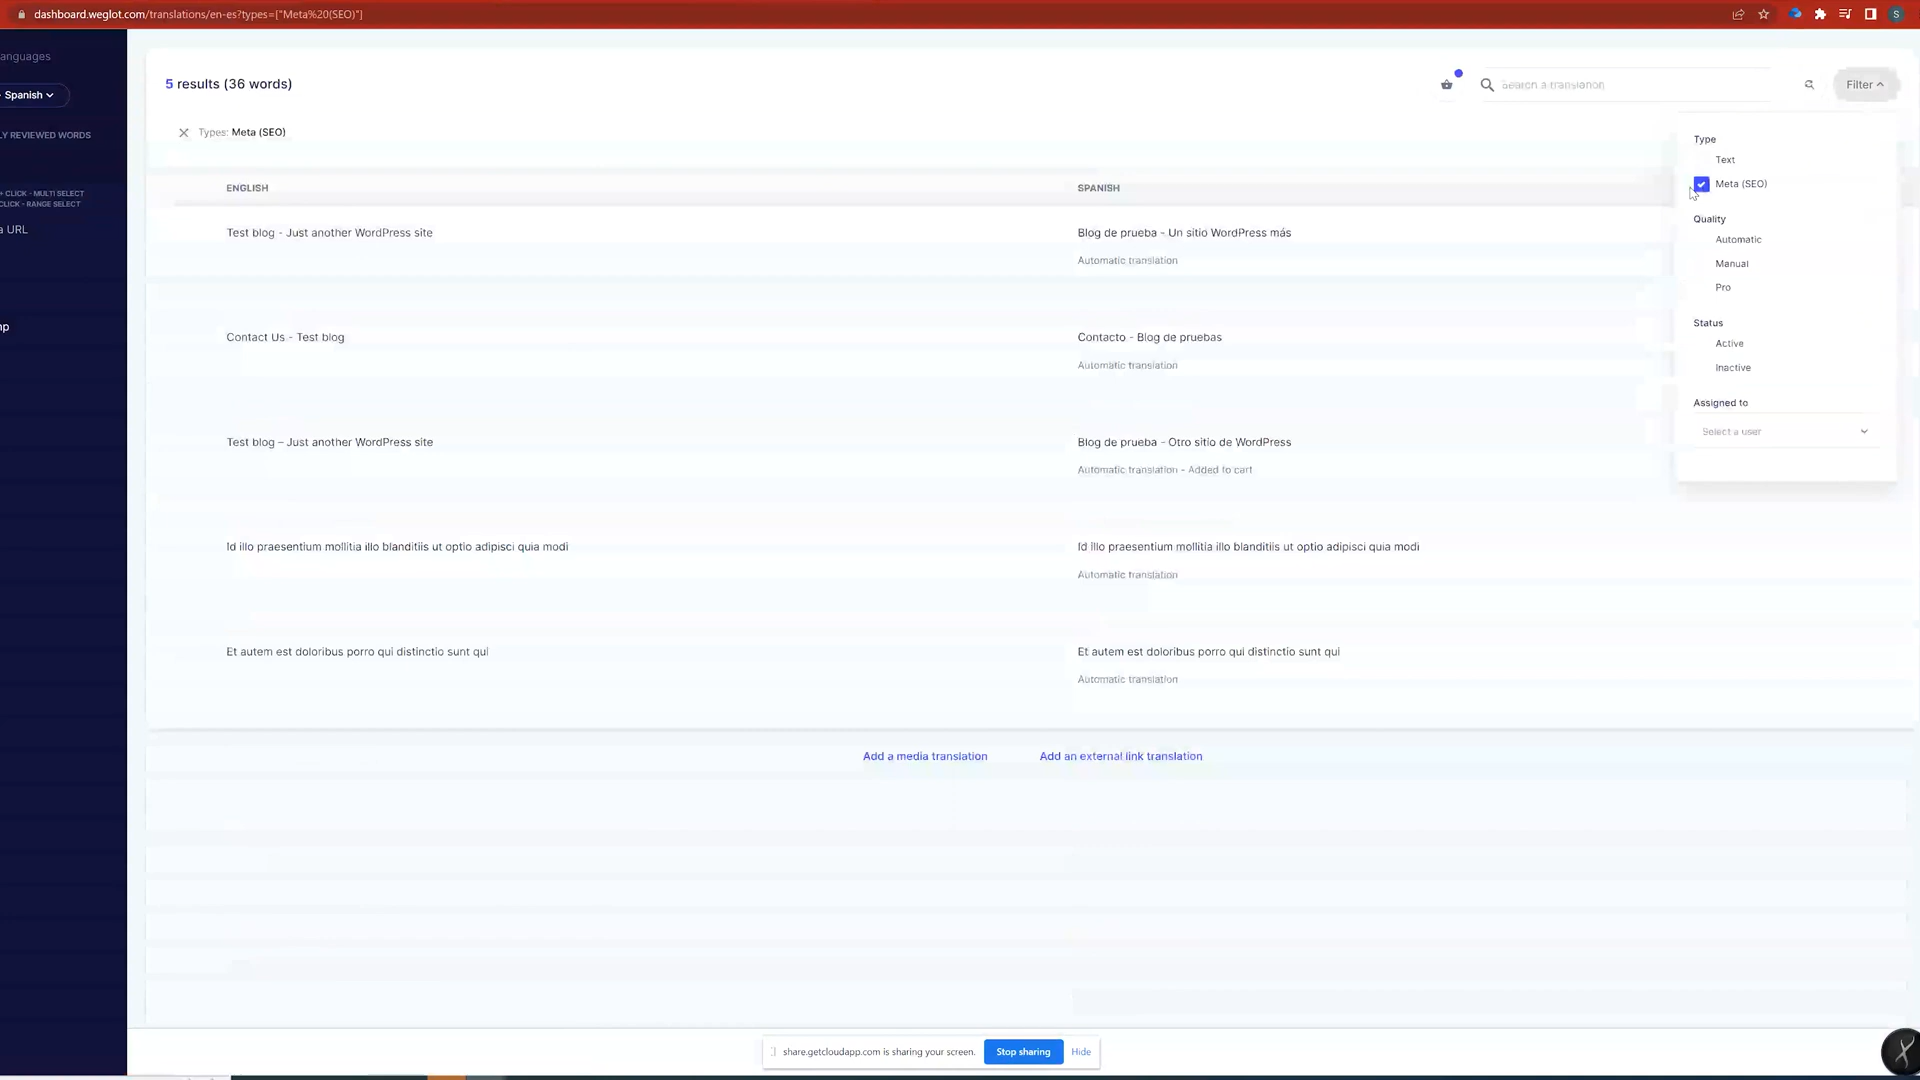 dashboard.weglot.com/translations/en-es?types=["Meta%20(SEO)"]
S
anguages
Spanish
LY REVIEWED WORDS
+ CLICK - MULTI SELECT
CLICK - RANGE SELECT
a URL
np
5 results (36 words)
Search a translation
Filter
Types: Meta (SEO)
ENGLISH
SPANISH
Test blog - Just another WordPress site
Blog de prueba - Un sitio WordPress más
Automatic translation
Contact Us - Test blog
Contacto - Blog de pruebas
Automatic translation
Test blog – Just another WordPress site
Blog de prueba - Otro sitio de WordPress
Automatic translation - Added to cart
Id illo praesentium mollitia illo blanditiis ut optio adipisci quia modi
Id illo praesentium mollitia illo blanditiis ut optio adipisci quia modi
Automatic translation
Et autem est doloribus porro qui distinctio sunt qui
Et autem est doloribus porro qui distinctio sunt qui
Automatic translation
Type
Text
Meta (SEO)
Quality
Automatic
Manual
Pro
Status
Active
Inactive
Assigned to
Select a user
Add a media translation
Add an external link translation
share.getcloudapp.com is sharing your screen.
Stop sharing
Hide